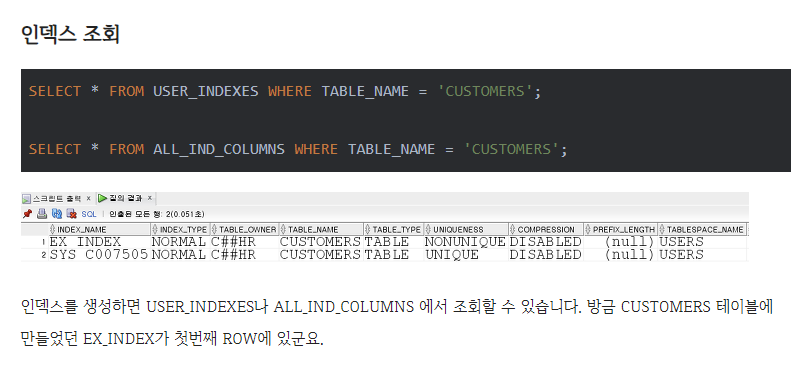 인덱스 조회
SELECT * FROM USER_INDEXES WHERE TABLE_NAME = 'CUSTOMERS';
SELECT * FROM ALL_IND_COLUMNS WHERE TABLE_NAME = 'CUSTOMERS';
스크립트 출력 × 질의 결과 ×
SQL | 인출된 모든 행: 2(0.051초)
INDEX_NAME INDEX_TYPE TABLE_OWNER TABLE_NAME TABLE_TYPE UNIQUENESS COMPRESSION PREFIX_LENGTH TABLESPACE_NAME
1 EX_INDEX NORMAL C##HR CUSTOMERS TABLE NONUNIQUE DISABLED (null) USERS
2 SYS_C007505 NORMAL C##HR CUSTOMERS TABLE UNIQUE DISABLED (null) USERS
인덱스를 생성하면 USER_INDEXES나 ALL_IND_COLUMNS 에서 조회할 수 있습니다. 방금 CUSTOMERS 테이블에
만들었던 EX_INDEX가 첫번째 ROW에 있군요.